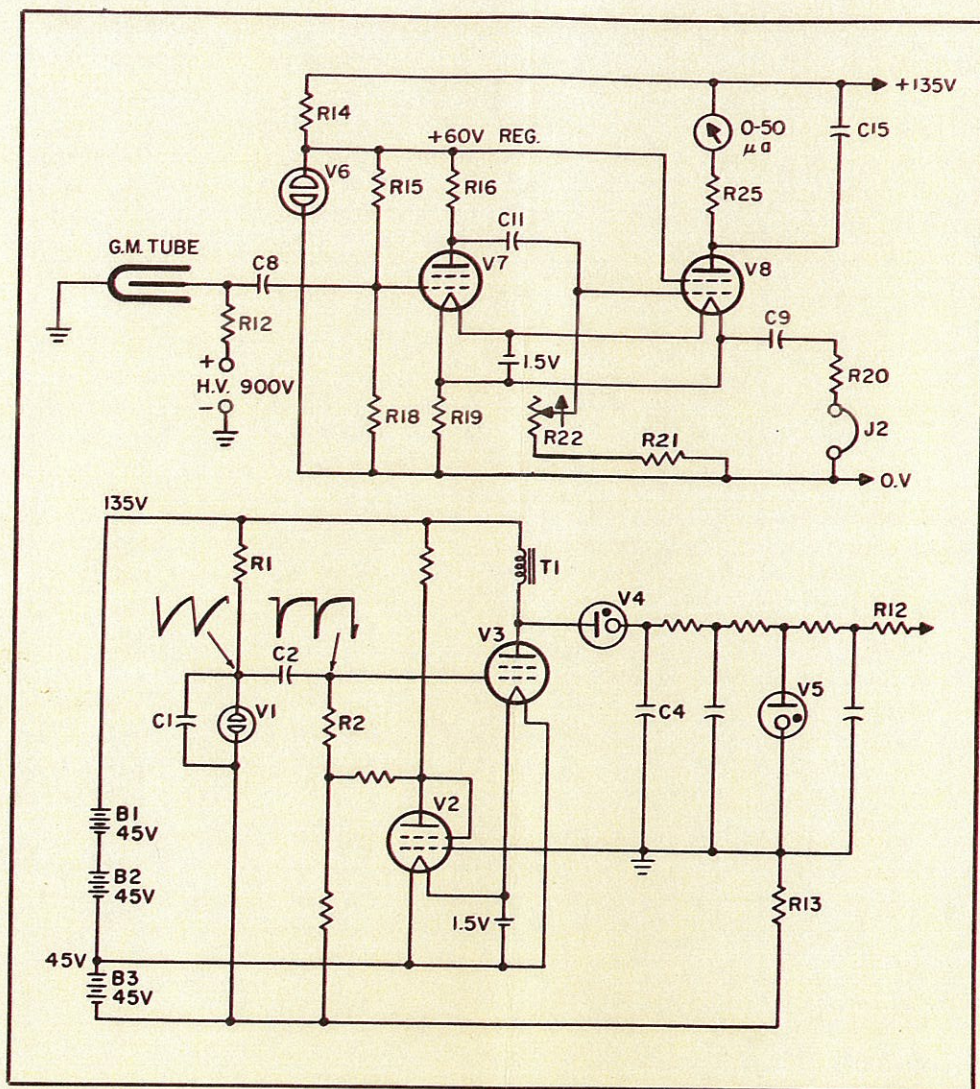 +135V
R14
0-50
μa
C15
+60V REG.
V6
R15
R16
R25
C11
G.M. TUBE
C8
V7
V8
R12
C9
1.5V
+
H.V. 900V
−
R18
R19
R22
R21
R20
J2
0.V
135V
R1
T1
V4
C2
V3
R12
C1
V1
R2
C4
V5
V2
B1
45V
B2
45V
1.5V
R13
45V
B3
45V